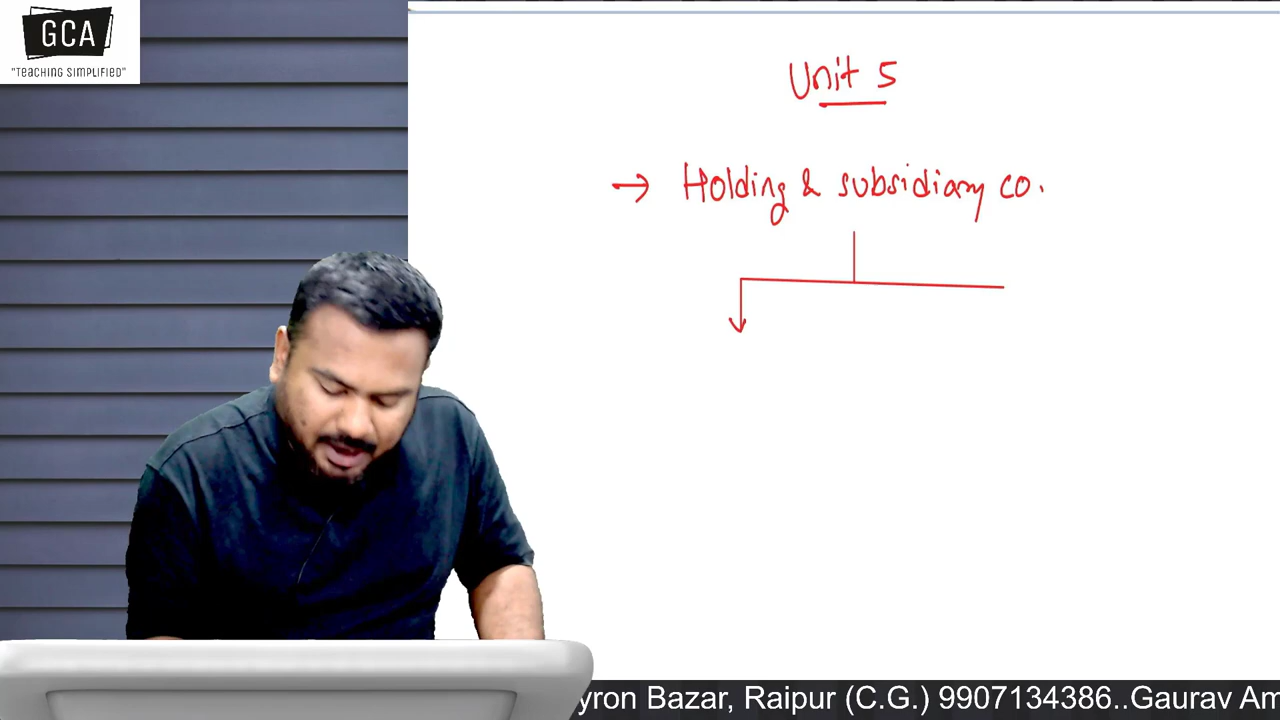 GCA
"TEACHING SIMPLIFIED"
Unit 5
→ Holding & subsidiary co.
yron Bazar, Raipur (C.G.) 9907134386..Gaurav Am